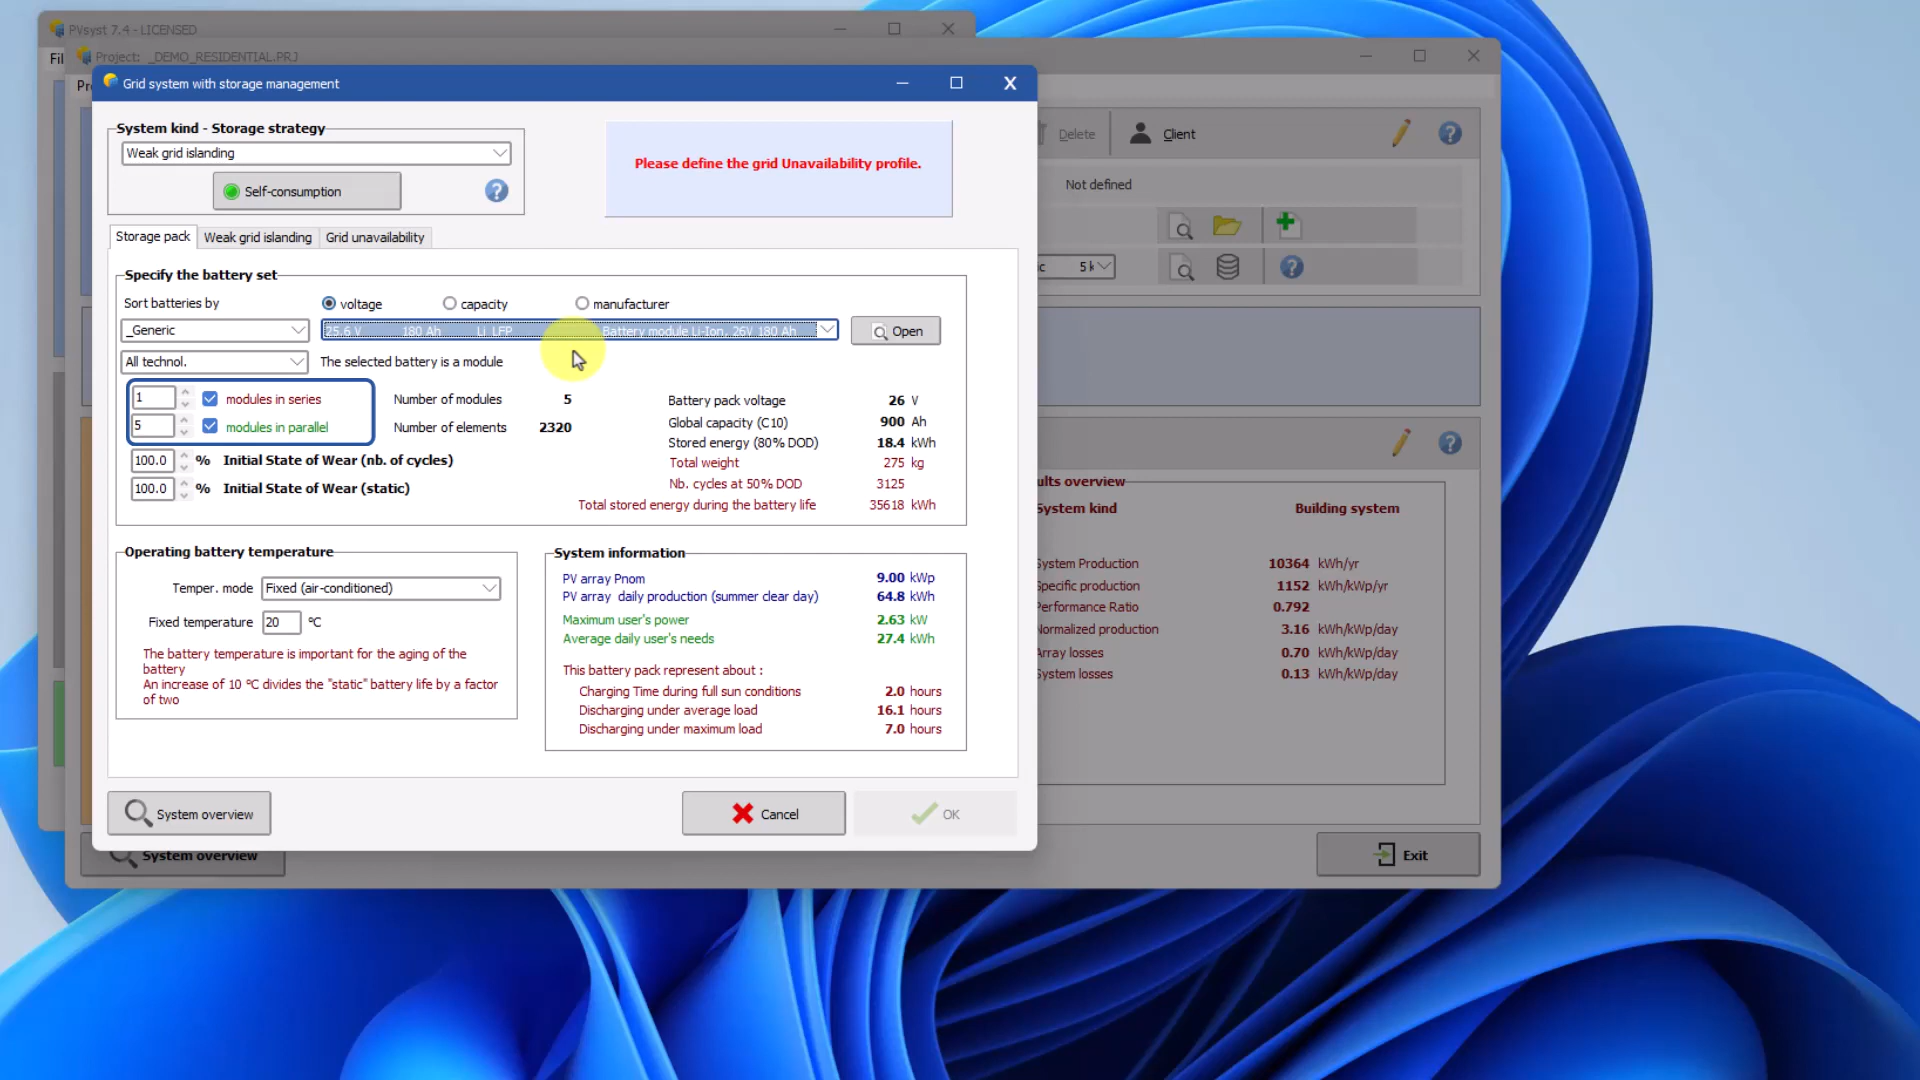 PVsyst 7.4 - LICENSED
Fil
Project: _DEMO_RESIDENTIAL.PRJ
Pr
Grid system with storage management
System kind - Storage strategy
Weak grid islanding
Self-consumption
Please define the grid Unavailability profile.
Storage pack
Weak grid islanding
Grid unavailability
Specify the battery set
Sort batteries by
voltage
capacity
manufacturer
_Generic
25.6 V 180 Ah Li LFP Battery module Li-Ion, 26V 180 Ah
Open
All technol.
The selected battery is a module
1 modules in series
5 modules in parallel
Number of modules 5
Number of elements 2320
100.0 % Initial State of Wear (nb. of cycles)
100.0 % Initial State of Wear (static)
Battery pack voltage 26 V
Global capacity (C10) 900 Ah
Stored energy (80% DOD) 18.4 kWh
Total weight 275 kg
Nb. cycles at 50% DOD 3125
Total stored energy during the battery life 35618 kWh
Operating battery temperature
Temper. mode Fixed (air-conditioned)
Fixed temperature 20 °C
The battery temperature is important for the aging of the
battery
An increase of 10 °C divides the "static" battery life by a factor
of two
System information
PV array Pnom 9.00 kWp
PV array daily production (summer clear day) 64.8 kWh
Maximum user's power 2.63 kW
Average daily user's needs 27.4 kWh
This battery pack represent about :
Charging Time during full sun conditions 2.0 hours
Discharging under average load 16.1 hours
Discharging under maximum load 7.0 hours
System overview
Cancel
OK
Delete
Client
Not defined
ic 5 k
ults overview
System kind Building system
System Production 10364 kWh/yr
Specific production 1152 kWh/kWp/yr
Performance Ratio 0.792
Normalized production 3.16 kWh/kWp/day
Array losses 0.70 kWh/kWp/day
System losses 0.13 kWh/kWp/day
System overview
Exit